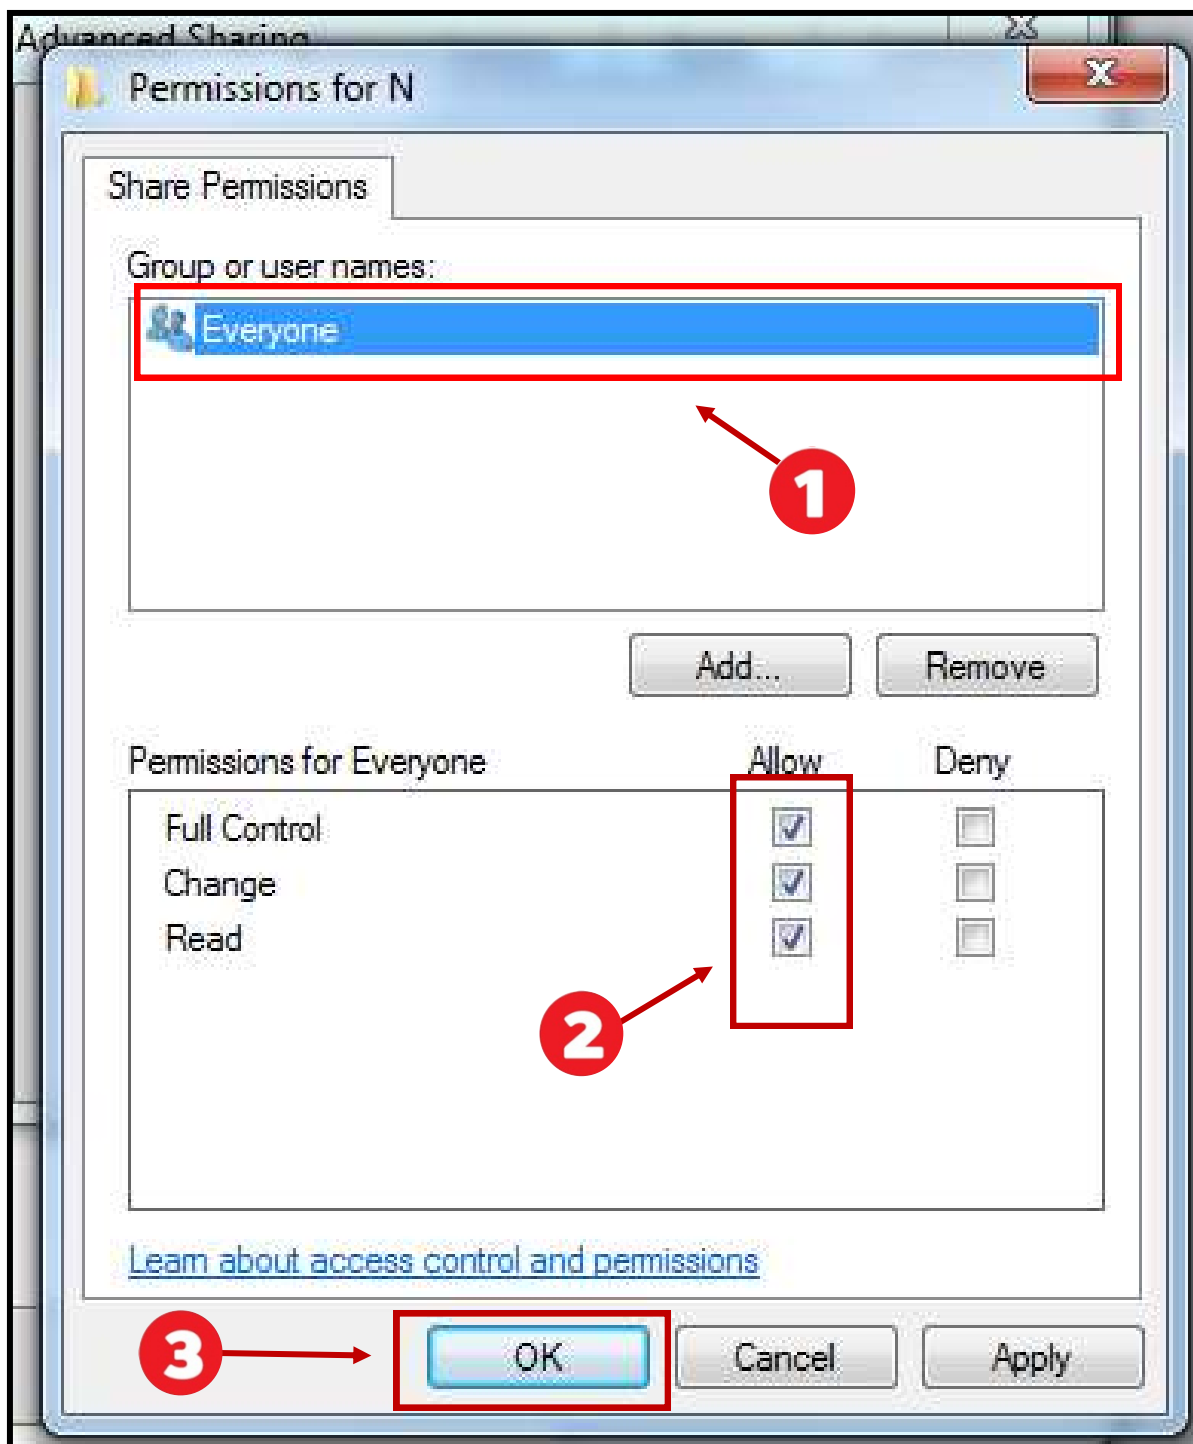 Advanced Sharing
Permissions for N
Share Permissions
Group or user names:
Everyone
1
Add... Remove
Permissions for Everyone Allow Deny
Full Control
Change
Read
2
Learn about access control and permissions
3 OK Cancel Apply